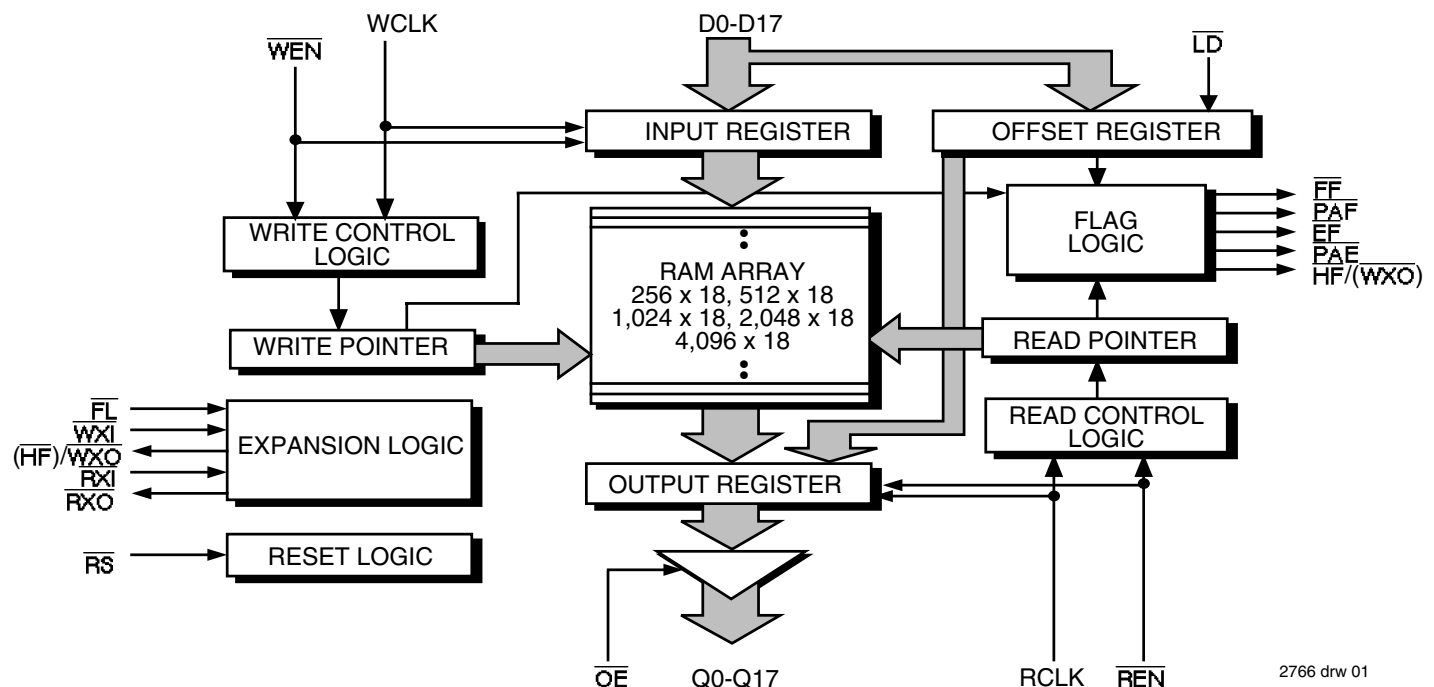 WCLK
D0-D17
WEN
LD
INPUT REGISTER
OFFSET REGISTER
WRITE CONTROL
LOGIC
FLAG
LOGIC
FF
PAF
EF
PAE
HF/(WXO)
RAM ARRAY
256 x 18, 512 x 18
1,024 x 18, 2,048 x 18
4,096 x 18
WRITE POINTER
READ POINTER
FL
WXI
(HF)/WXO
RXI
RXO
EXPANSION LOGIC
READ CONTROL
LOGIC
OUTPUT REGISTER
RS
RESET LOGIC
OE
Q0-Q17
RCLK
REN
2766 drw 01